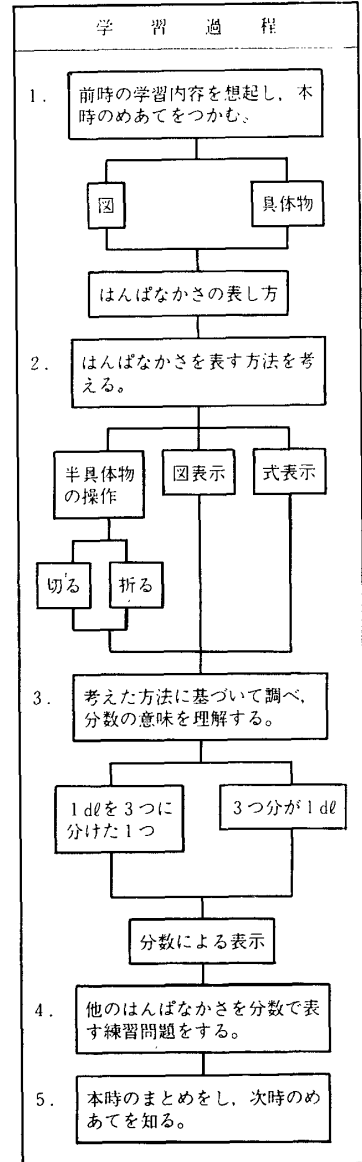 学習過程
1. 前時の学習内容を想起し，本
時のめあてをつかむ。
図
具体物
はんぱなかさの表し方
2. はんぱなかさを表す方法を考
える。
半具体物
の操作
図表示
式表示
切る
折る
3. 考えた方法に基づいて調べ，
分数の意味を理解する。
1dℓを3つに
分けた1つ
3つ分が1dℓ
分数による表示
4. 他のはんぱなかさを分数で表
す練習問題をする。
5. 本時のまとめをし，次時のめ
あてを知る。